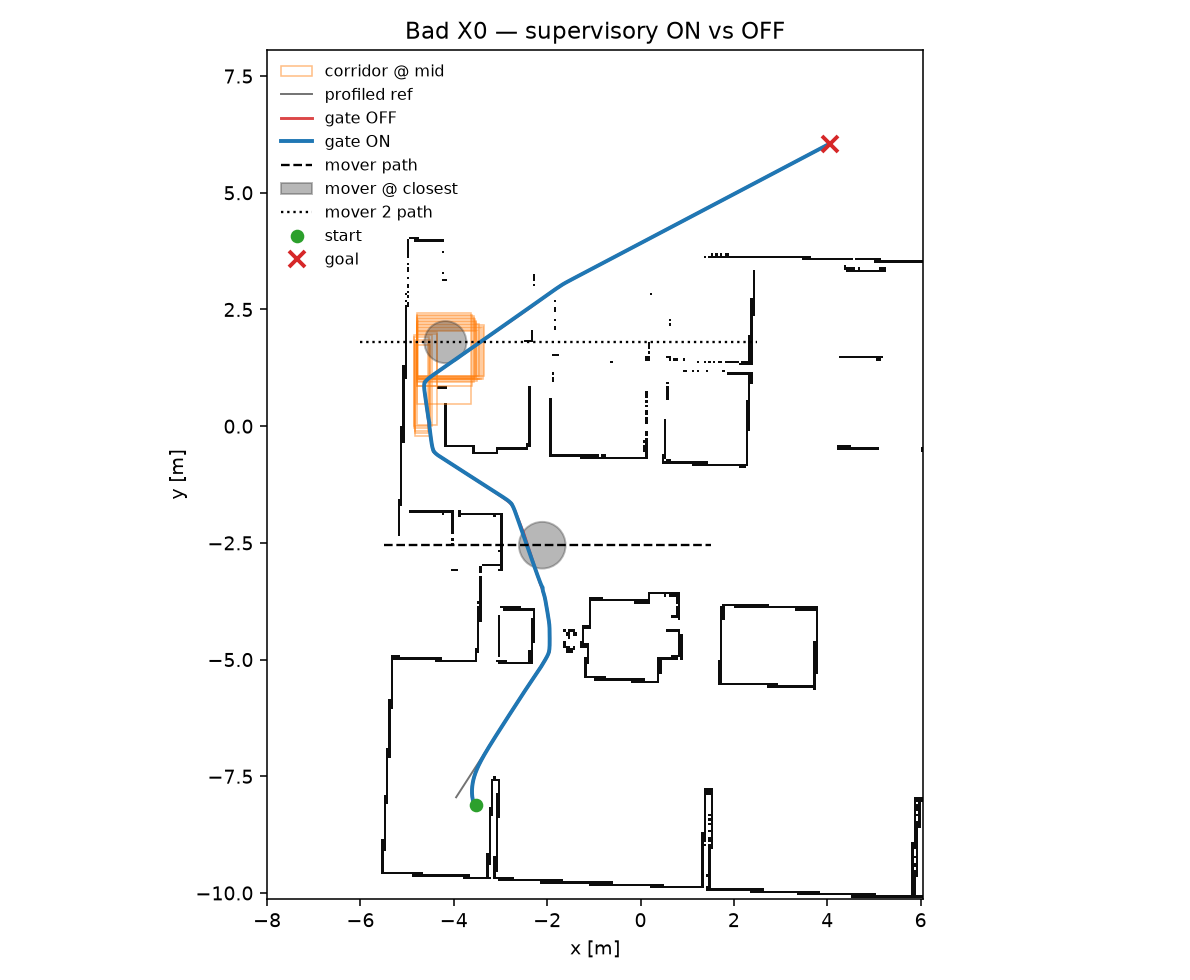 Bad X0 — supervisory ON vs OFF
corridor @ mid
profiled ref
gate OFF
gate ON
mover path
mover @ closest
mover 2 path
start
goal
7.5
5.0
2.5
0.0
−2.5
−5.0
−7.5
−10.0
y [m]
−8
−6
−4
−2
0
2
4
6
x [m]